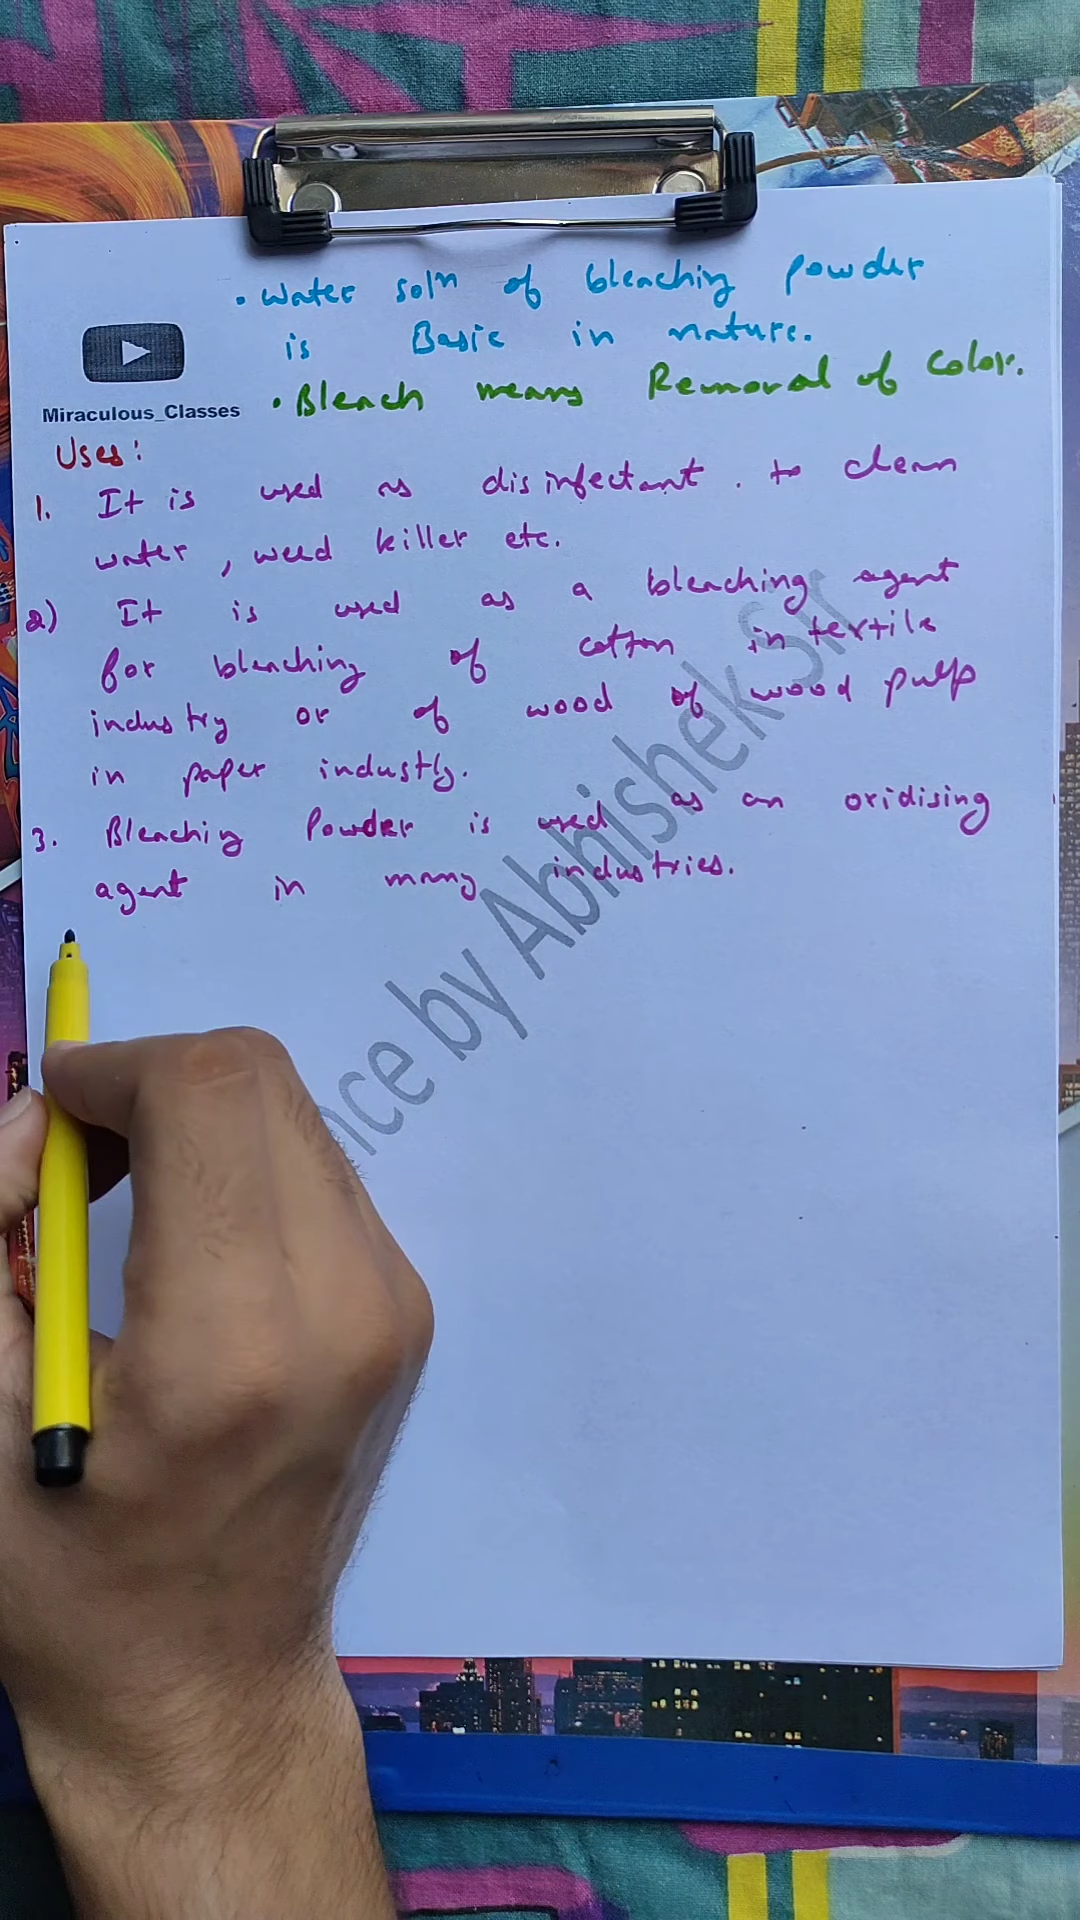 • Water solⁿ of bleaching powder
is Basic in nature.
• Bleach means Removal of Color.
Miraculous_Classes
Uses:
1. It is used as disinfectant. to clean
water, weed killer etc.
2) It is used as a bleaching agent
for bleaching of cotton in textile
industry or of wood of wood pulp
in paper industry.
3. Bleaching Powder is used as an oxidising
agent in many industries.
nce by Abhishek Sir